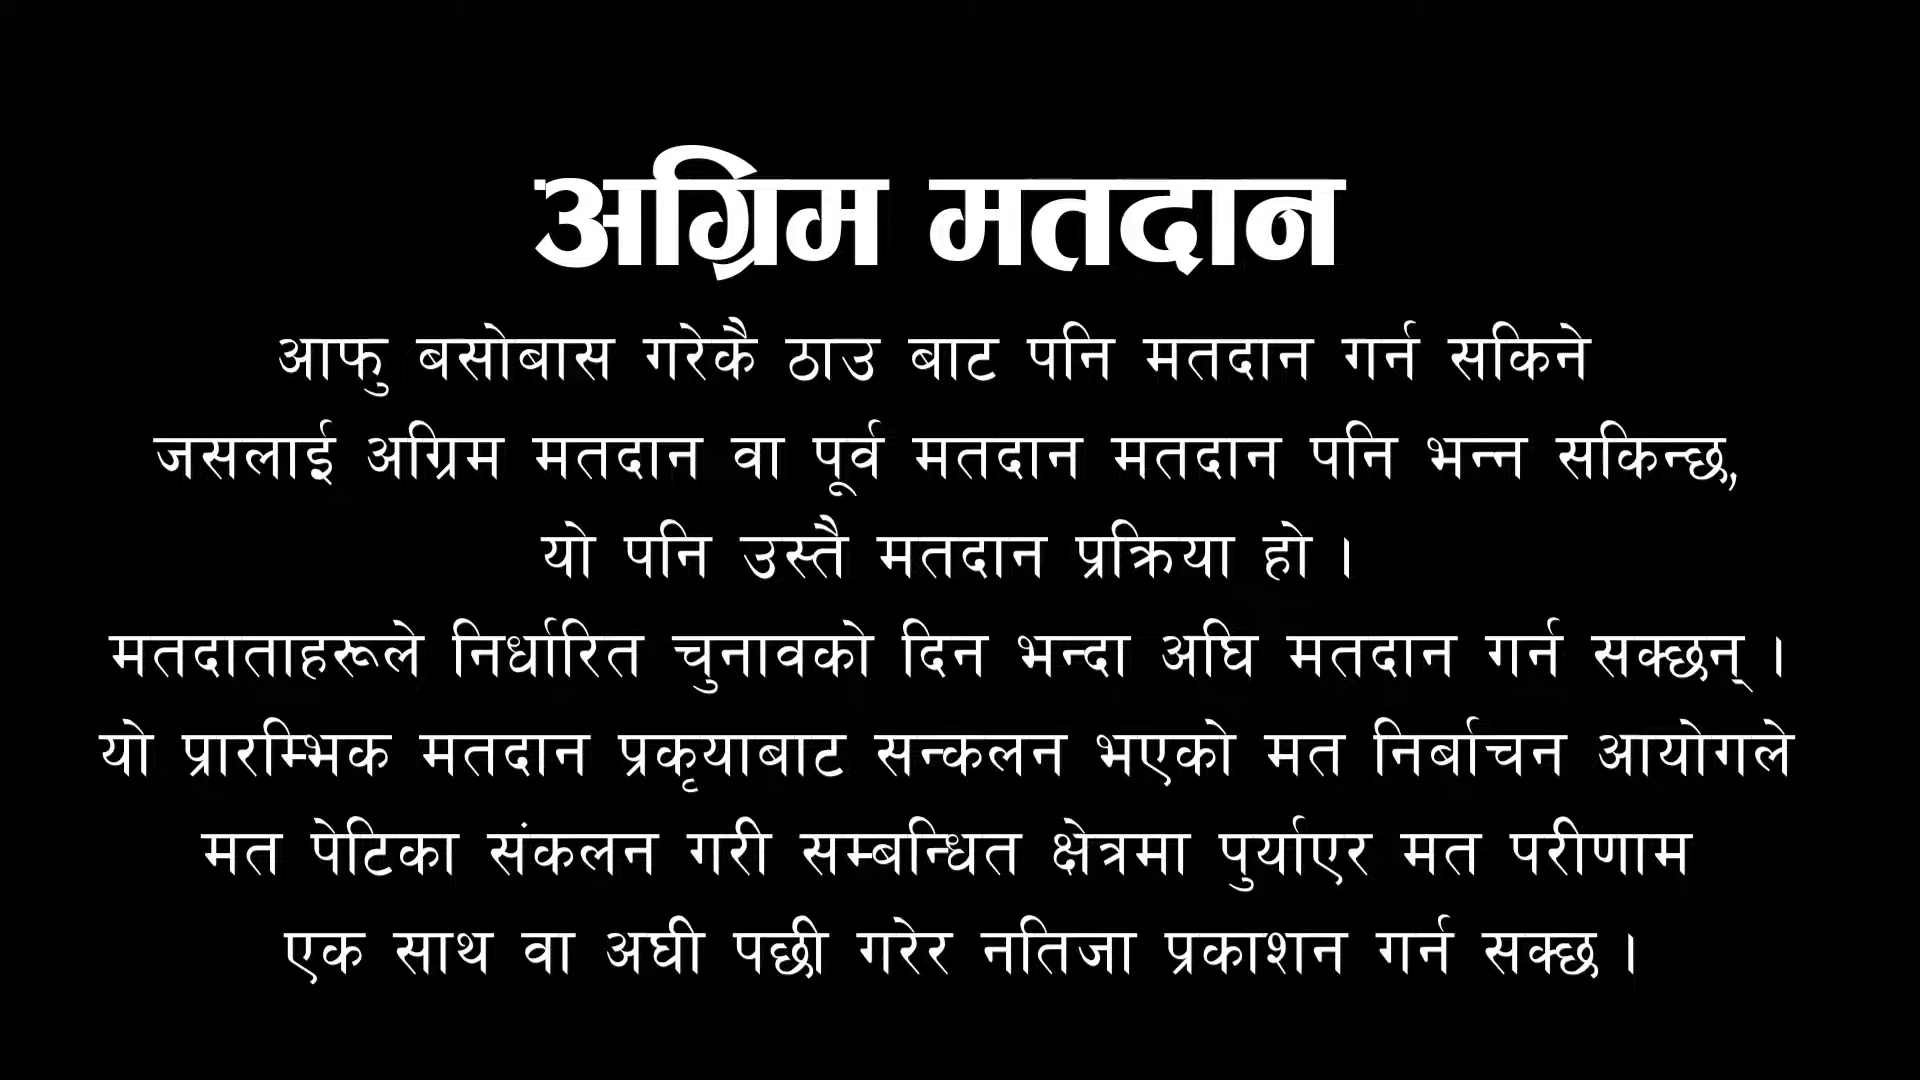 अग्रिम मतदान
आफु बसोबास गरेकै ठाउ बाट पनि मतदान गर्न सकिने
जसलाई अग्रिम मतदान वा पूर्व मतदान मतदान पनि भन्न सकिन्छ,
यो पनि उस्तै मतदान प्रक्रिया हो ।
मतदाताहरूले निर्धारित चुनावको दिन भन्दा अघि मतदान गर्न सक्छन् ।
यो प्रारम्भिक मतदान प्रकृयाबाट सन्कलन भएको मत निर्बाचन आयोगले
मत पेटिका संकलन गरी सम्बन्धित क्षेत्रमा पुर्याएर मत परीणाम
एक साथ वा अघी पछी गरेर नतिजा प्रकाशन गर्न सक्छ ।